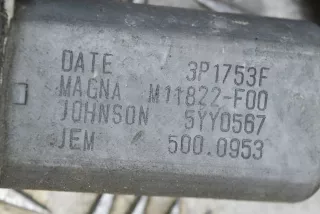 DATE 3P1753F
MAGNA M11822-F00
JOHNSON 5YY0567
JEM 500.0953